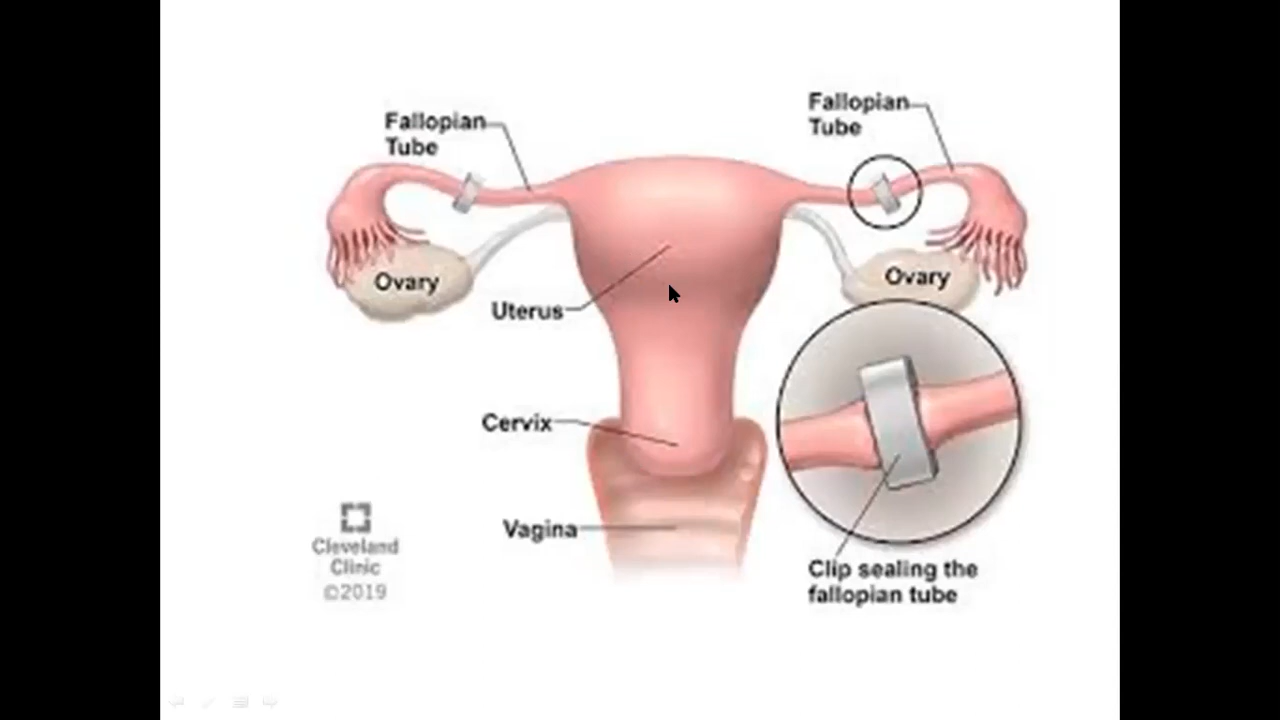 Fallopian
Tube
Fallopian
Tube
Ovary
Ovary
Uterus
Cervix
Vagina
Cleveland
Clinic
©2019
Clip sealing the
fallopian tube